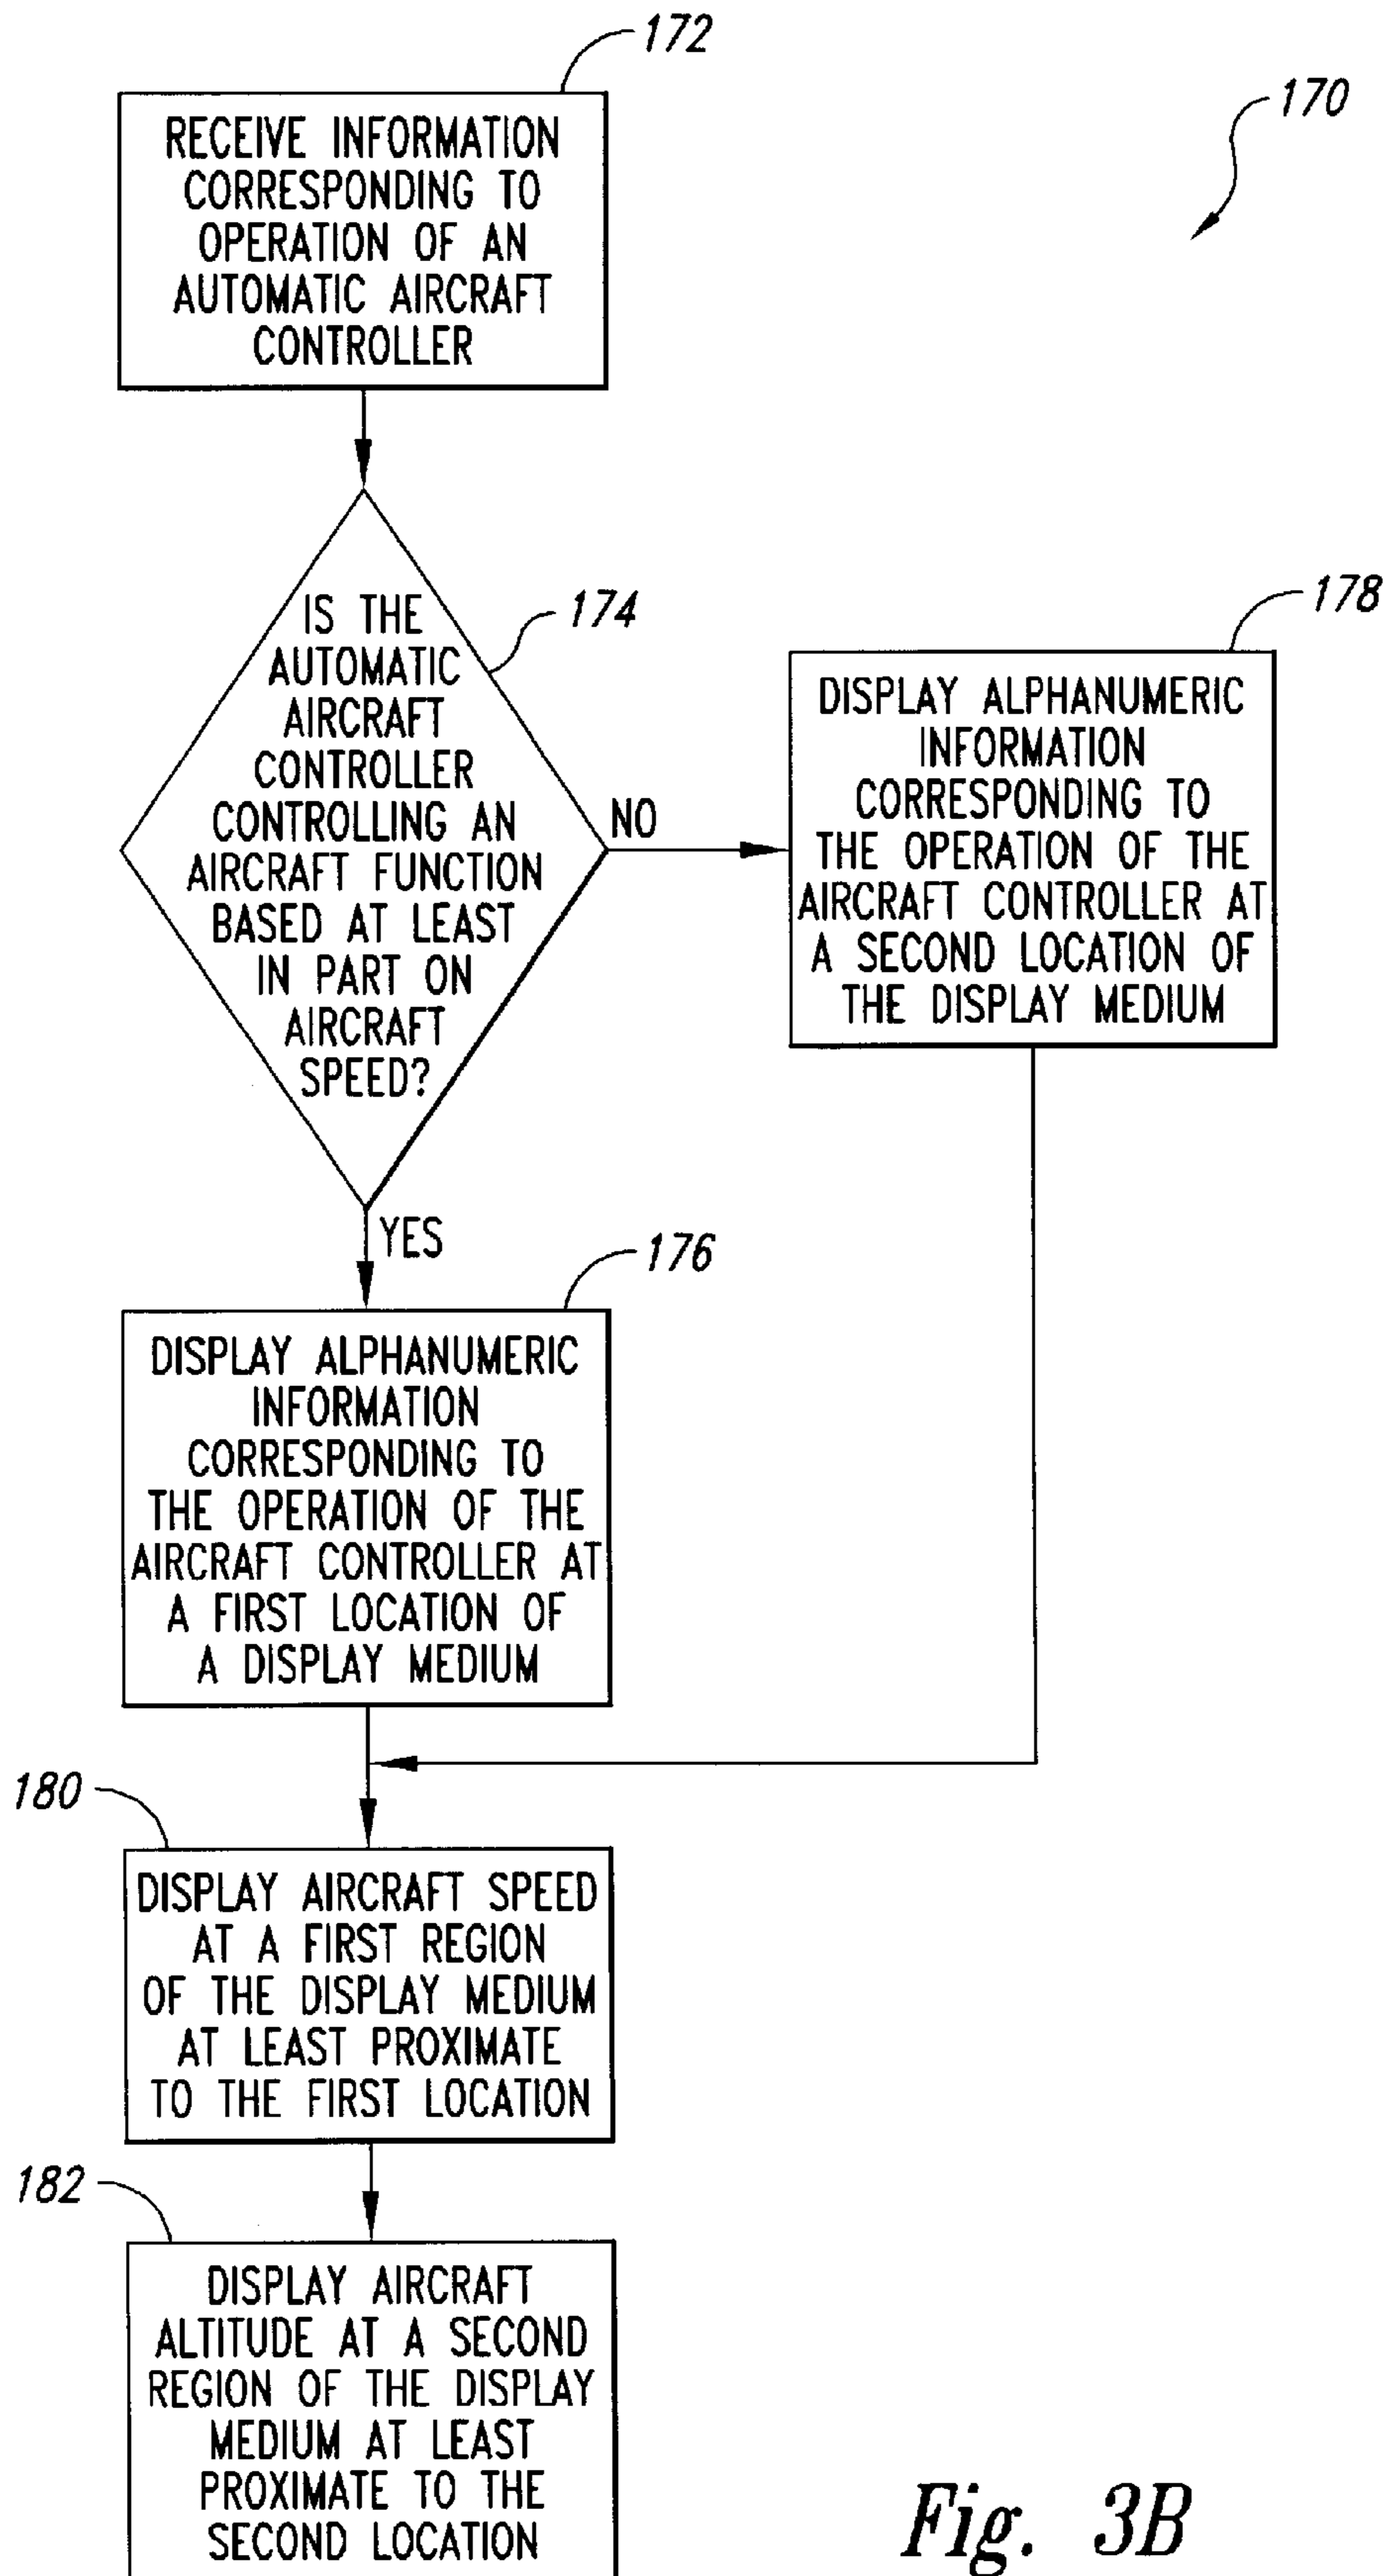 172
170
RECEIVE INFORMATION
CORRESPONDING TO
OPERATION OF AN
AUTOMATIC AIRCRAFT
CONTROLLER
174
IS THE
AUTOMATIC
AIRCRAFT
CONTROLLER
CONTROLLING AN
AIRCRAFT FUNCTION
BASED AT LEAST
IN PART ON
AIRCRAFT
SPEED?
NO
178
DISPLAY ALPHANUMERIC
INFORMATION
CORRESPONDING TO
THE OPERATION OF THE
AIRCRAFT CONTROLLER AT
A SECOND LOCATION OF
THE DISPLAY MEDIUM
YES
176
DISPLAY ALPHANUMERIC
INFORMATION
CORRESPONDING TO
THE OPERATION OF THE
AIRCRAFT CONTROLLER AT
A FIRST LOCATION OF
A DISPLAY MEDIUM
180
DISPLAY AIRCRAFT SPEED
AT A FIRST REGION
OF THE DISPLAY MEDIUM
AT LEAST PROXIMATE
TO THE FIRST LOCATION
182
DISPLAY AIRCRAFT
ALTITUDE AT A SECOND
REGION OF THE DISPLAY
MEDIUM AT LEAST
PROXIMATE TO THE
SECOND LOCATION
Fig. 3B